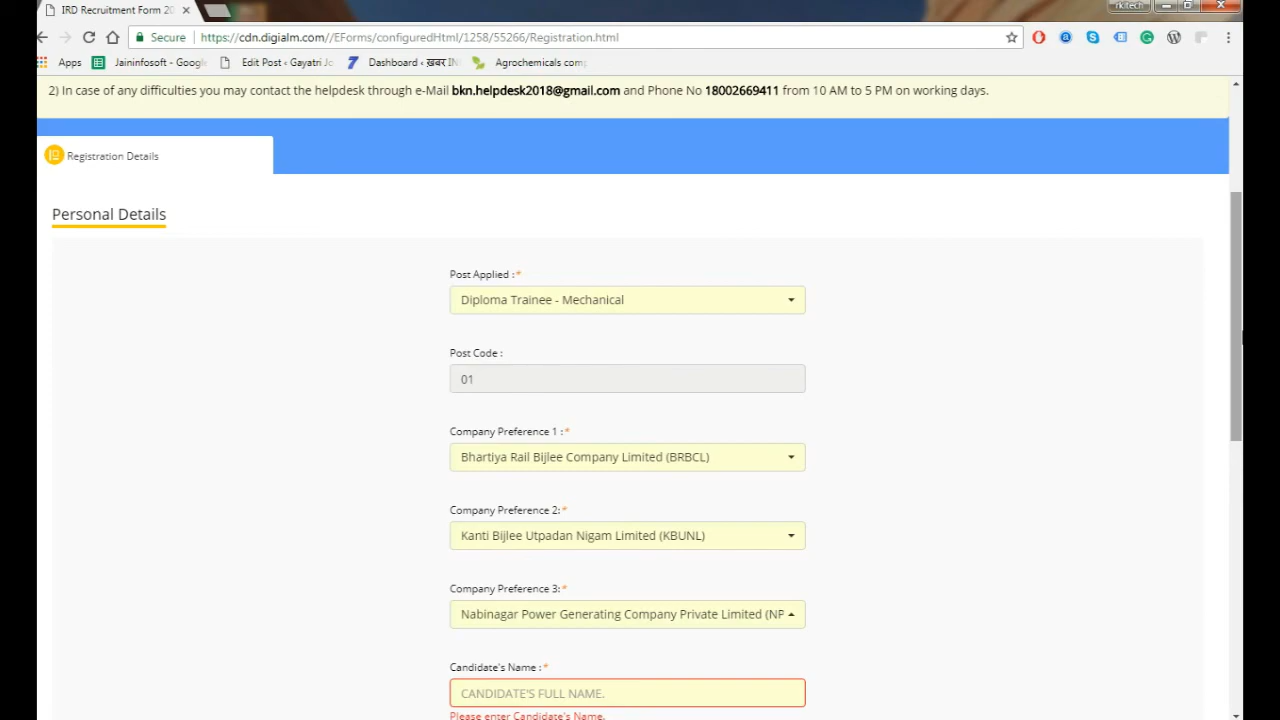 IRD Recruitment Form 20
rkitech
Secure
https://cdn.digialm.com//EForms/configuredHtml/1258/55266/Registration.html
Apps
Jaininfosoft - Google
Edit Post ‹ Gayatri Jo
Dashboard ‹ ख़बर IN
Agrochemicals com
2) In case of any difficulties you may contact the helpdesk through e-Mail bkn.helpdesk2018@gmail.com and Phone No 18002669411 from 10 AM to 5 PM on working days.
Registration Details
Personal Details
Post Applied :*
Diploma Trainee - Mechanical
Post Code :
01
Company Preference 1 :*
Bhartiya Rail Bijlee Company Limited (BRBCL)
Company Preference 2:*
Kanti Bijlee Utpadan Nigam Limited (KBUNL)
Company Preference 3:*
Nabinagar Power Generating Company Private Limited (NP
Candidate's Name :*
CANDIDATE'S FULL NAME.
Please enter Candidate's Name.